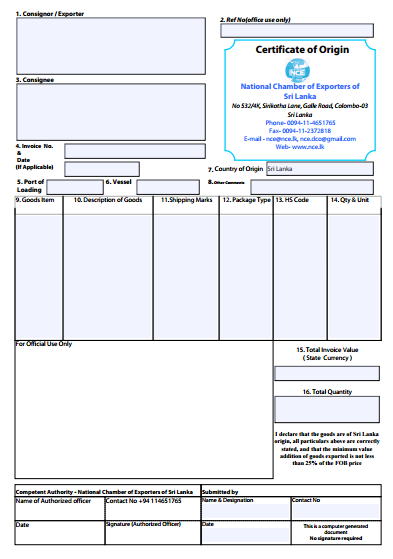 1. Consignor / Exporter
2. Ref No(office use only)
Certificate of Origin
NCE
National Chamber of Exporters of
Sri Lanka
No 532/4K, Sirikotha Lane, Galle Road, Colombo-03
Sri Lanka
Phone- 0094-11-4651765
Fax- 0094-11-2372818
E-mail - nce@nce.lk, nce.dco@gmail.com
Web- www.nce.lk
3. Consignee
4. Invoice No.
&
Date
(If Applicable)
7. Country of Origin Sri Lanka
5. Port of
Loading
6. Vessel
8. Other Comments
9. Goods Item 10. Description of Goods 11.Shipping Marks 12. Package Type 13. HS Code 14. Qty & Unit
For Official Use Only
15. Total Invoice Value
( State Currency )
16. Total Quantity
I declare that the goods are of Sri Lanka
origin, all particulars above are correctly
stated, and that the minimum value
addition of goods exported is not less
than 25% of the FOB price
Competent Authority - National Chamber of Exporters of Sri Lanka Submitted by
Name of Authorized officer Contact No +94 114651765 Name & Designation Contact No
Date Signature (Authorized Officer) Date
This is a computer generated
document
No signature required